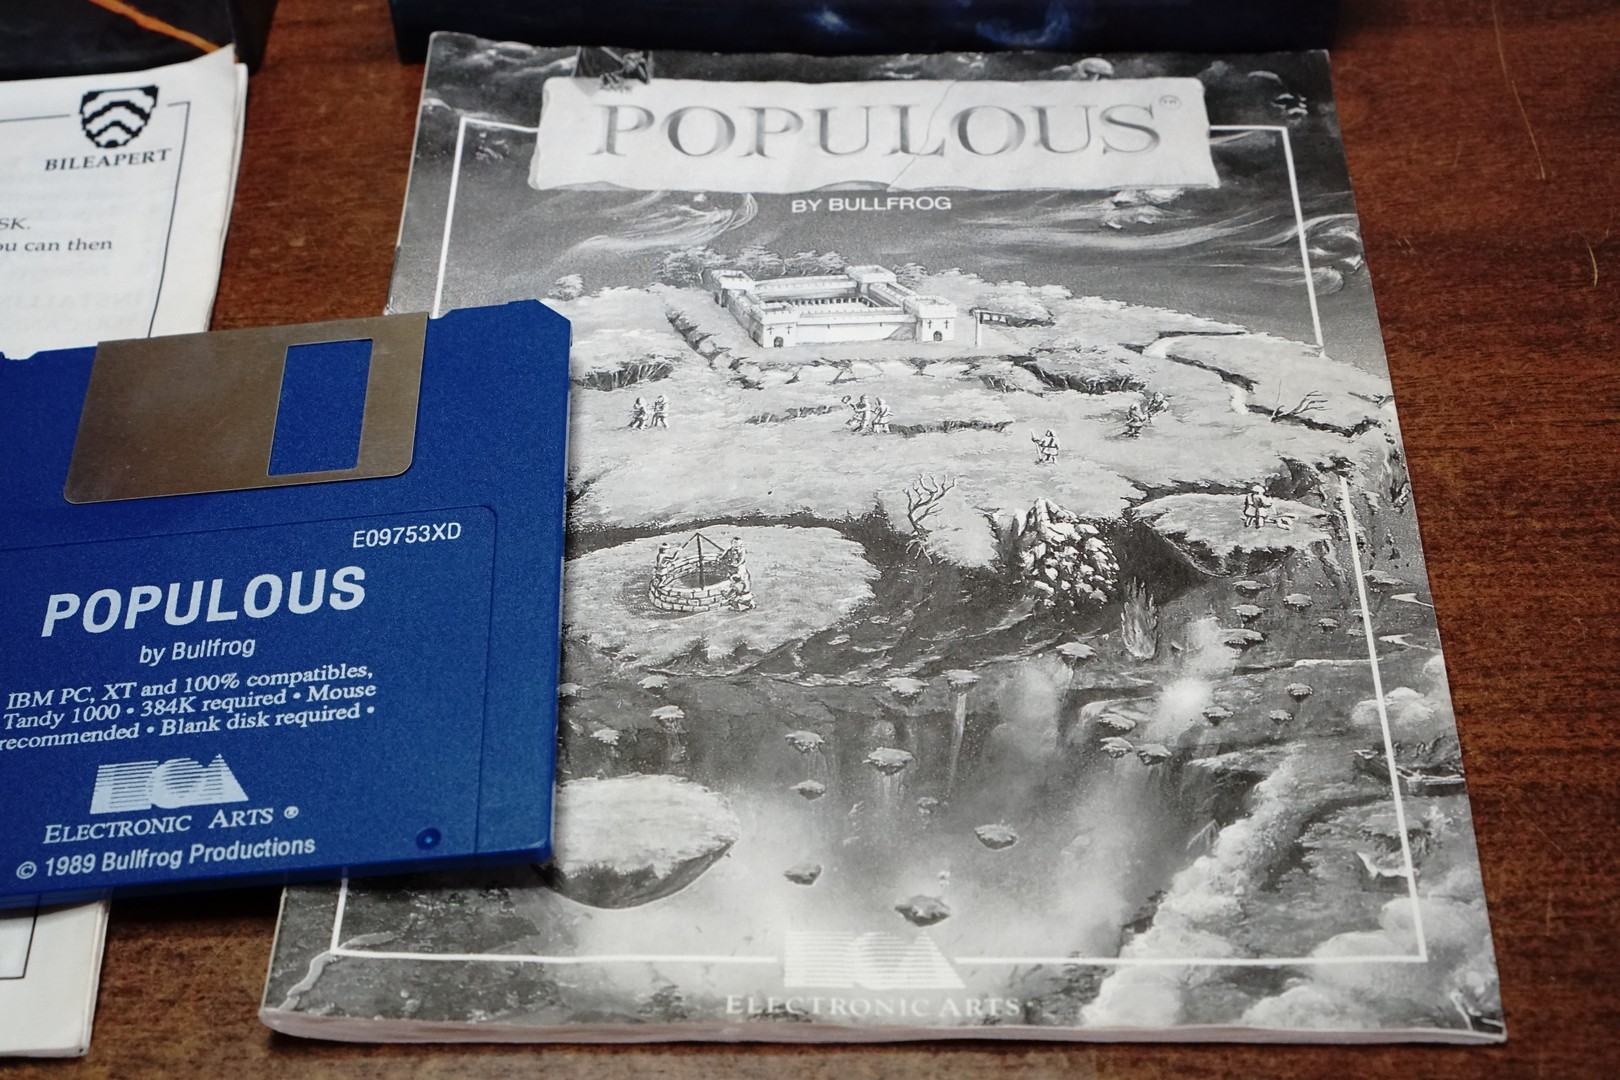 BILEAPERT
SK.
ou can then
POPULOUS™
BY BULLFROG
E09753XD
POPULOUS
by Bullfrog
IBM PC, XT and 100% compatibles,
Tandy 1000 • 384K required • Mouse
recommended • Blank disk required •
ELECTRONIC ARTS ®
© 1989 Bullfrog Productions
ELECTRONIC ARTS